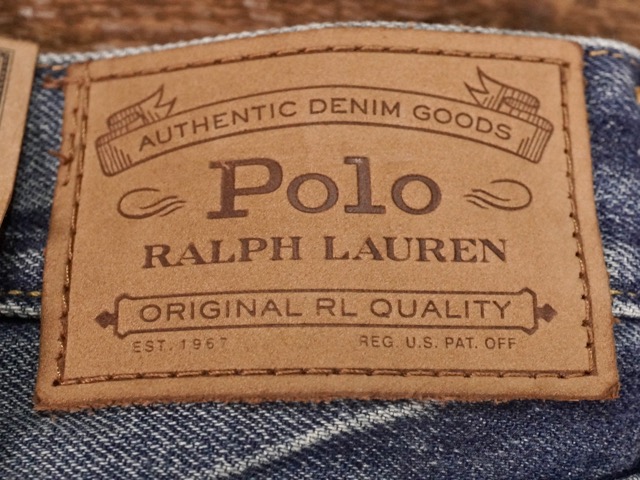 AUTHENTIC DENIM GOODS
Polo
RALPH LAUREN
ORIGINAL RL QUALITY
EST. 1967 REG. U.S. PAT. OFF